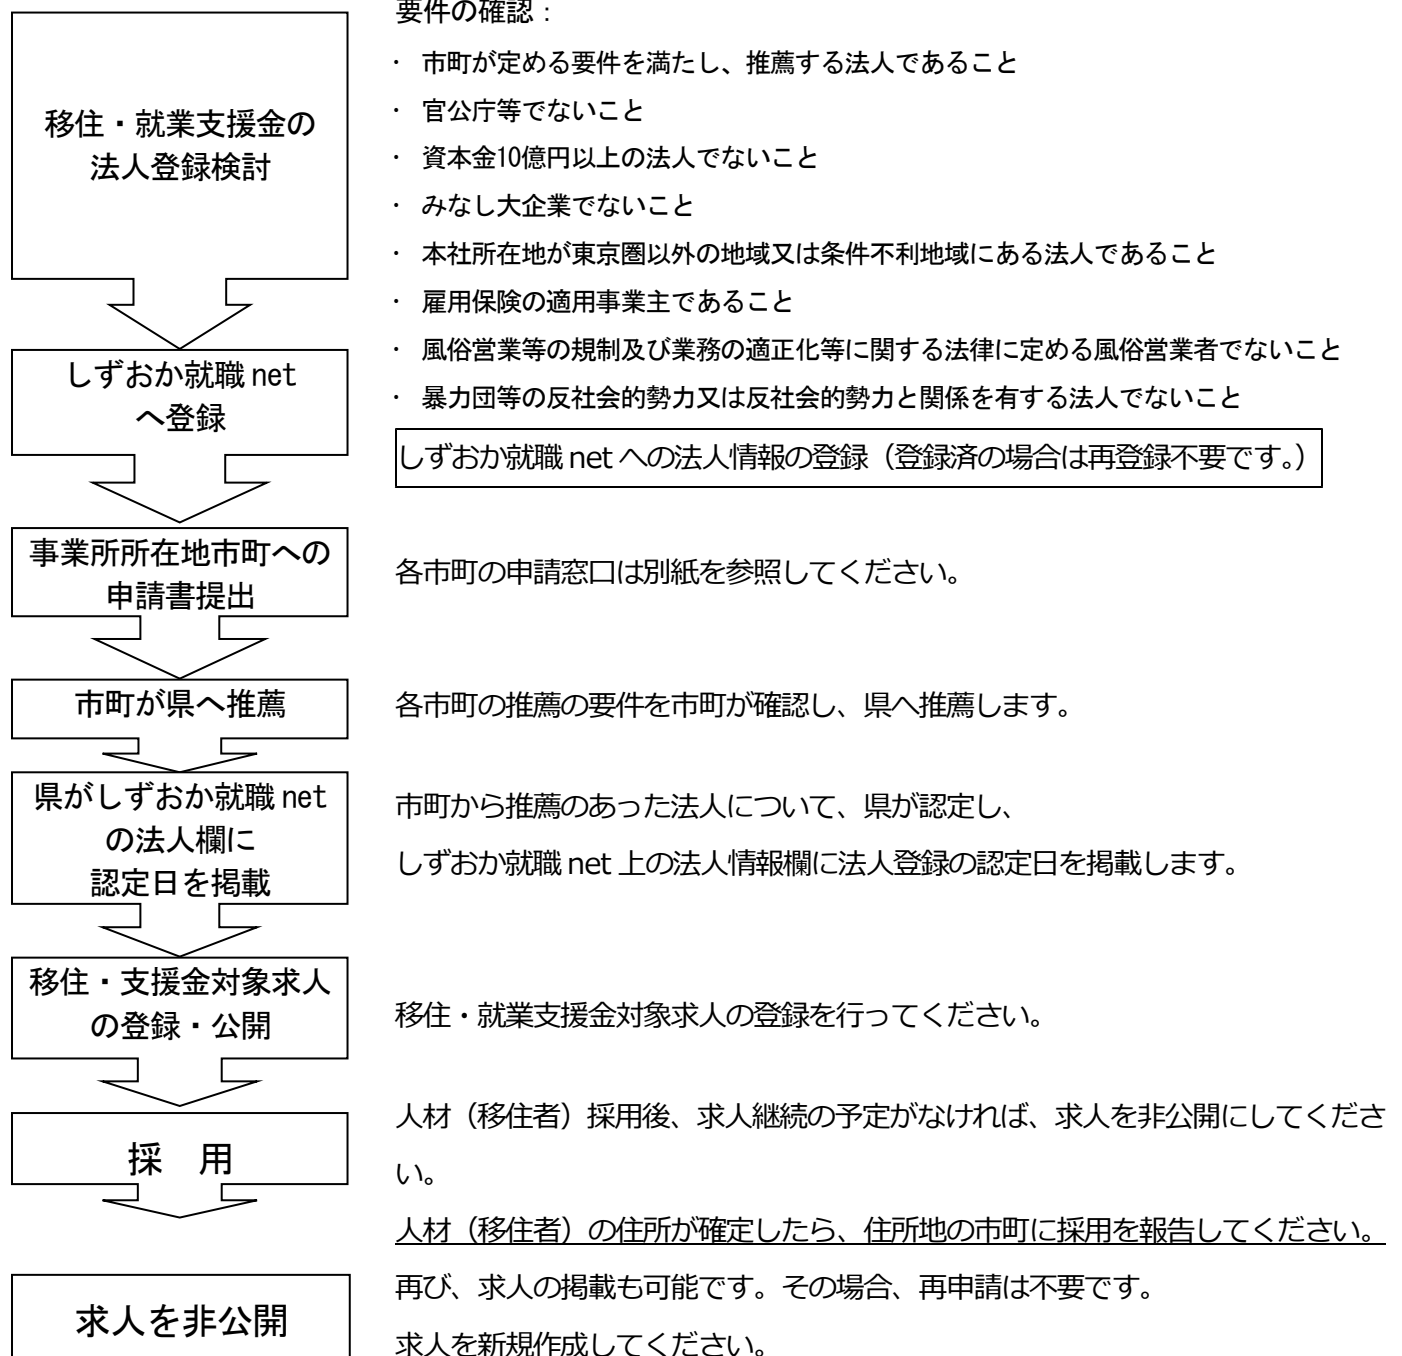 要件の確認：
・ 市町が定める要件を満たし、推薦する法人であること
・ 官公庁等でないこと
・ 資本金10億円以上の法人でないこと
・ みなし大企業でないこと
・ 本社所在地が東京圏以外の地域又は条件不利地域にある法人であること
・ 雇用保険の適用事業主であること
・ 風俗営業等の規制及び業務の適正化等に関する法律に定める風俗営業者でないこと
・ 暴力団等の反社会的勢力又は反社会的勢力と関係を有する法人でないこと
移住・就業支援金の
法人登録検討
しずおか就職 net
へ登録
しずおか就職 net への法人情報の登録（登録済の場合は再登録不要です。）
事業所所在地市町への
申請書提出
各市町の申請窓口は別紙を参照してください。
市町が県へ推薦
各市町の推薦の要件を市町が確認し、県へ推薦します。
県がしずおか就職 net
の法人欄に
認定日を掲載
市町から推薦のあった法人について、県が認定し、
しずおか就職 net 上の法人情報欄に法人登録の認定日を掲載します。
移住・支援金対象求人
の登録・公開
移住・就業支援金対象求人の登録を行ってください。
採　用
人材（移住者）採用後、求人継続の予定がなければ、求人を非公開にしてくださ
い。
人材（移住者）の住所が確定したら、住所地の市町に採用を報告してください。
求人を非公開
再び、求人の掲載も可能です。その場合、再申請は不要です。
求人を新規作成してください。